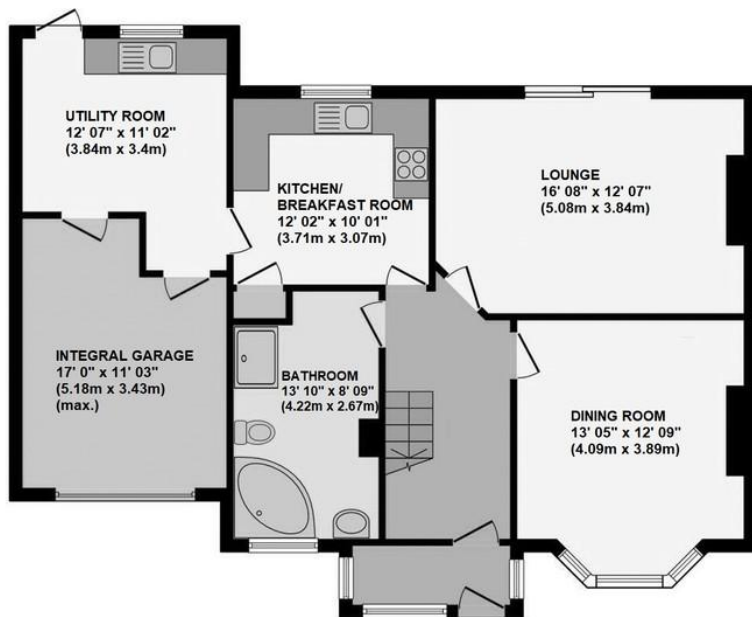 UTILITY ROOM
12' 07" x 11' 02"
(3.84m x 3.4m)
KITCHEN/
BREAKFAST ROOM
12' 02" x 10' 01"
(3.71m x 3.07m)
LOUNGE
16' 08" x 12' 07"
(5.08m x 3.84m)
INTEGRAL GARAGE
17' 0" x 11' 03"
(5.18m x 3.43m)
(max.)
BATHROOM
13' 10" x 8' 09"
(4.22m x 2.67m)
DINING ROOM
13' 05" x 12' 09"
(4.09m x 3.89m)